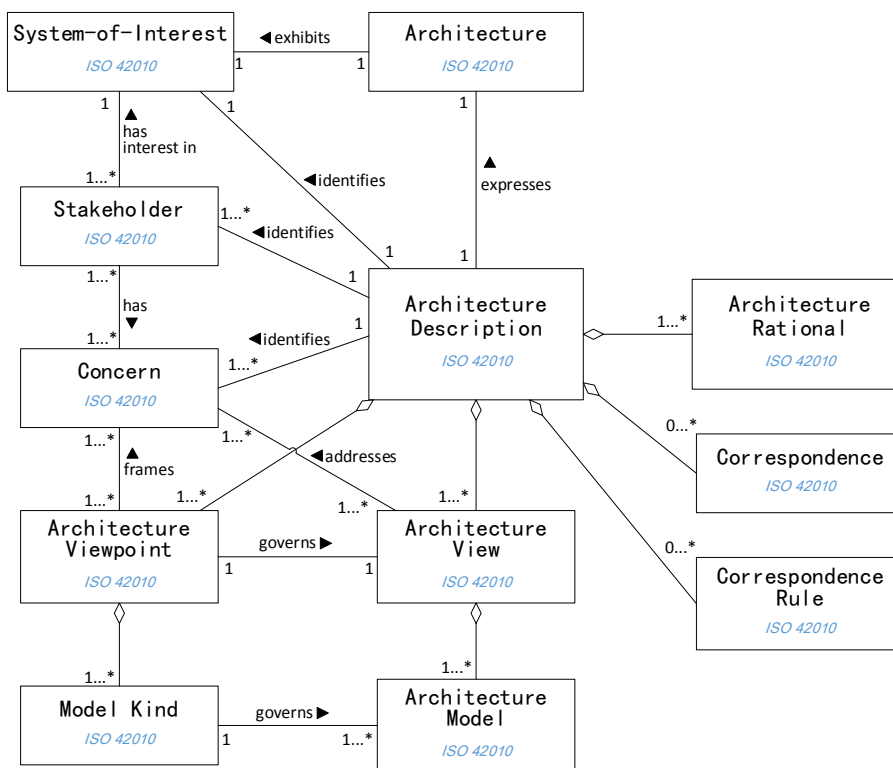 System-of-Interest
ISO 42010
◄exhibits
1
1
Architecture
ISO 42010
1
▲
has
interest in
1...*
1
◄identifies
1
1
▲
expresses
1
Stakeholder
ISO 42010
1...*
◄identifies
1
1...*
has
▼
1...*
Architecture
Description
ISO 42010
1
◄identifies
1...*
Concern
ISO 42010
1...*
Architecture
Rational
ISO 42010
1...*
▲
frames
1...*
1...*
◄addresses
1...*
1...*
1...*
0...*
Correspondence
ISO 42010
Architecture
Viewpoint
ISO 42010
governs ►
1
1
Architecture
View
ISO 42010
0...*
Correspondence
Rule
ISO 42010
1...*
1...*
Model Kind
ISO 42010
governs ►
1
1...*
Architecture
Model
ISO 42010